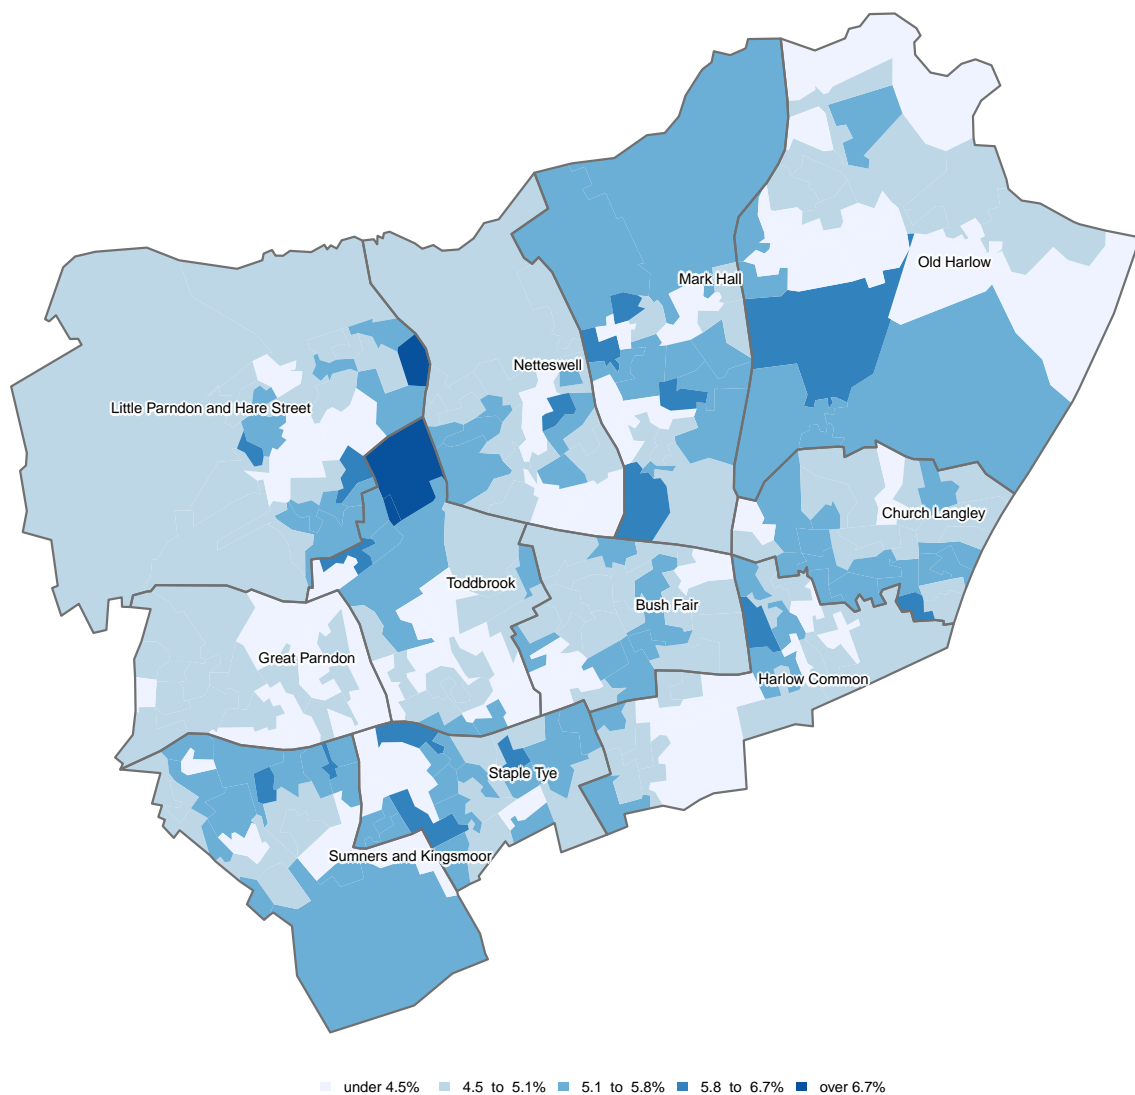 Old Harlow
Mark Hall
Netteswell
Little Parndon and Hare Street
Church Langley
Toddbrook
Bush Fair
Great Parndon
Harlow Common
Staple Tye
Sumners and Kingsmoor
under 4.5% 4.5 to 5.1% 5.1 to 5.8% 5.8 to 6.7% over 6.7%